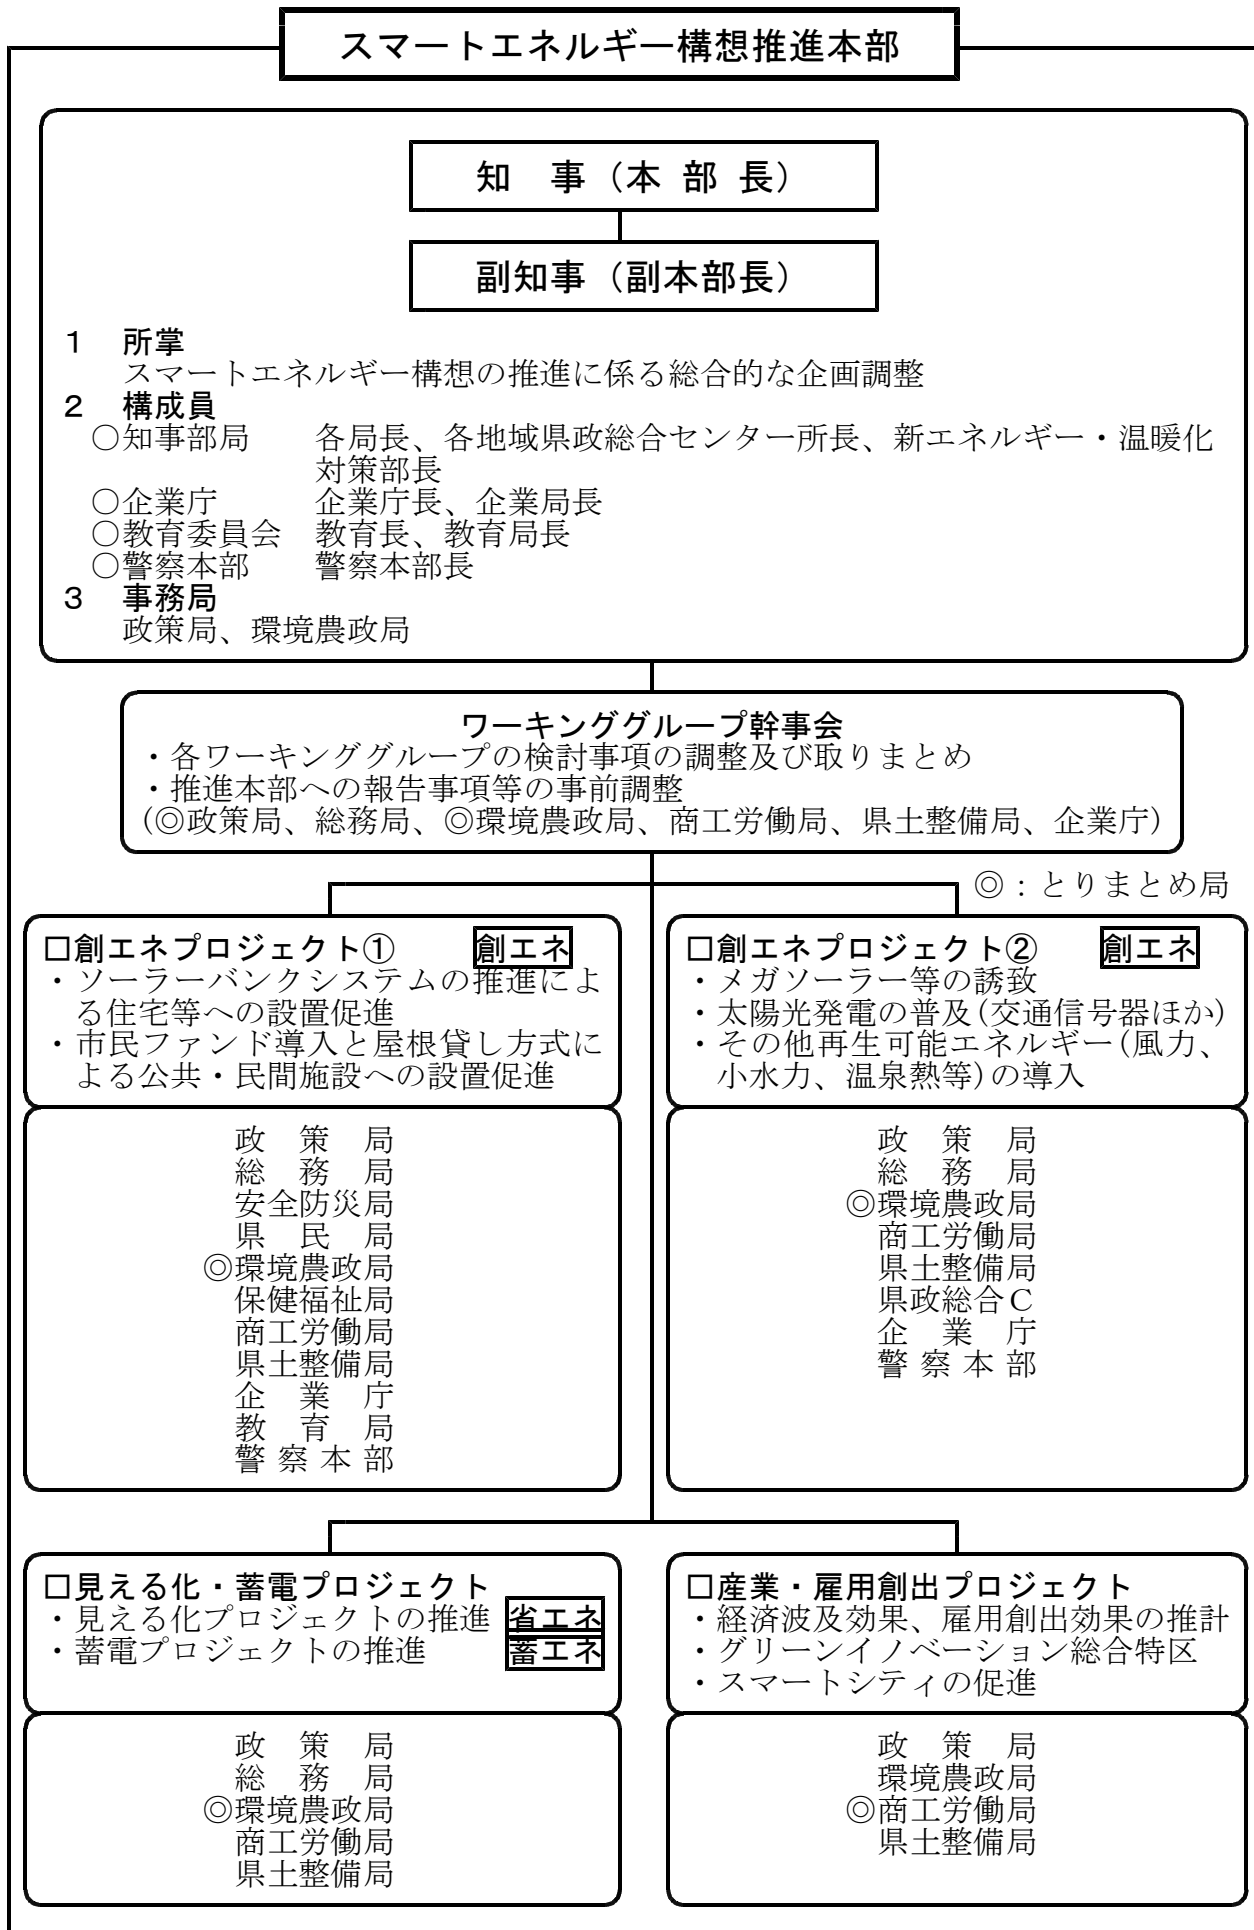 スマートエネルギー構想推進本部
知　事（本 部 長）
副知事（副本部長）
１　所掌
スマートエネルギー構想の推進に係る総合的な企画調整
２　構成員
○知事部局　　各局長、各地域県政総合センター所長、新エネルギー・温暖化
対策部長
○企業庁　　　企業庁長、企業局長
○教育委員会　教育長、教育局長
○警察本部　　警察本部長
３　事務局
政策局、環境農政局
ワーキンググループ幹事会
・各ワーキンググループの検討事項の調整及び取りまとめ
・推進本部への報告事項等の事前調整
(◎政策局、総務局、◎環境農政局、商工労働局、県土整備局、企業庁)
◎：とりまとめ局
□創エネプロジェクト①　創エネ
・ソーラーバンクシステムの推進によ
る住宅等への設置促進
・市民ファンド導入と屋根貸し方式に
よる公共・民間施設への設置促進
政　策　局
総　務　局
安全防災局
県　民　局
◎環境農政局
保健福祉局
商工労働局
県土整備局
企　業　庁
教　育　局
警 察 本 部
□創エネプロジェクト②　創エネ
・メガソーラー等の誘致
・太陽光発電の普及(交通信号器ほか)
・その他再生可能エネルギー(風力、
小水力、温泉熱等)の導入
政　策　局
総　務　局
◎環境農政局
商工労働局
県土整備局
県政総合Ｃ
企　業　庁
警 察 本 部
□見える化・蓄電プロジェクト
・見える化プロジェクトの推進　省エネ
・蓄電プロジェクトの推進　蓄エネ
政　策　局
総　務　局
◎環境農政局
商工労働局
県土整備局
□産業・雇用創出プロジェクト
・経済波及効果、雇用創出効果の推計
・グリーンイノベーション総合特区
・スマートシティの促進
政　策　局
環境農政局
◎商工労働局
県土整備局